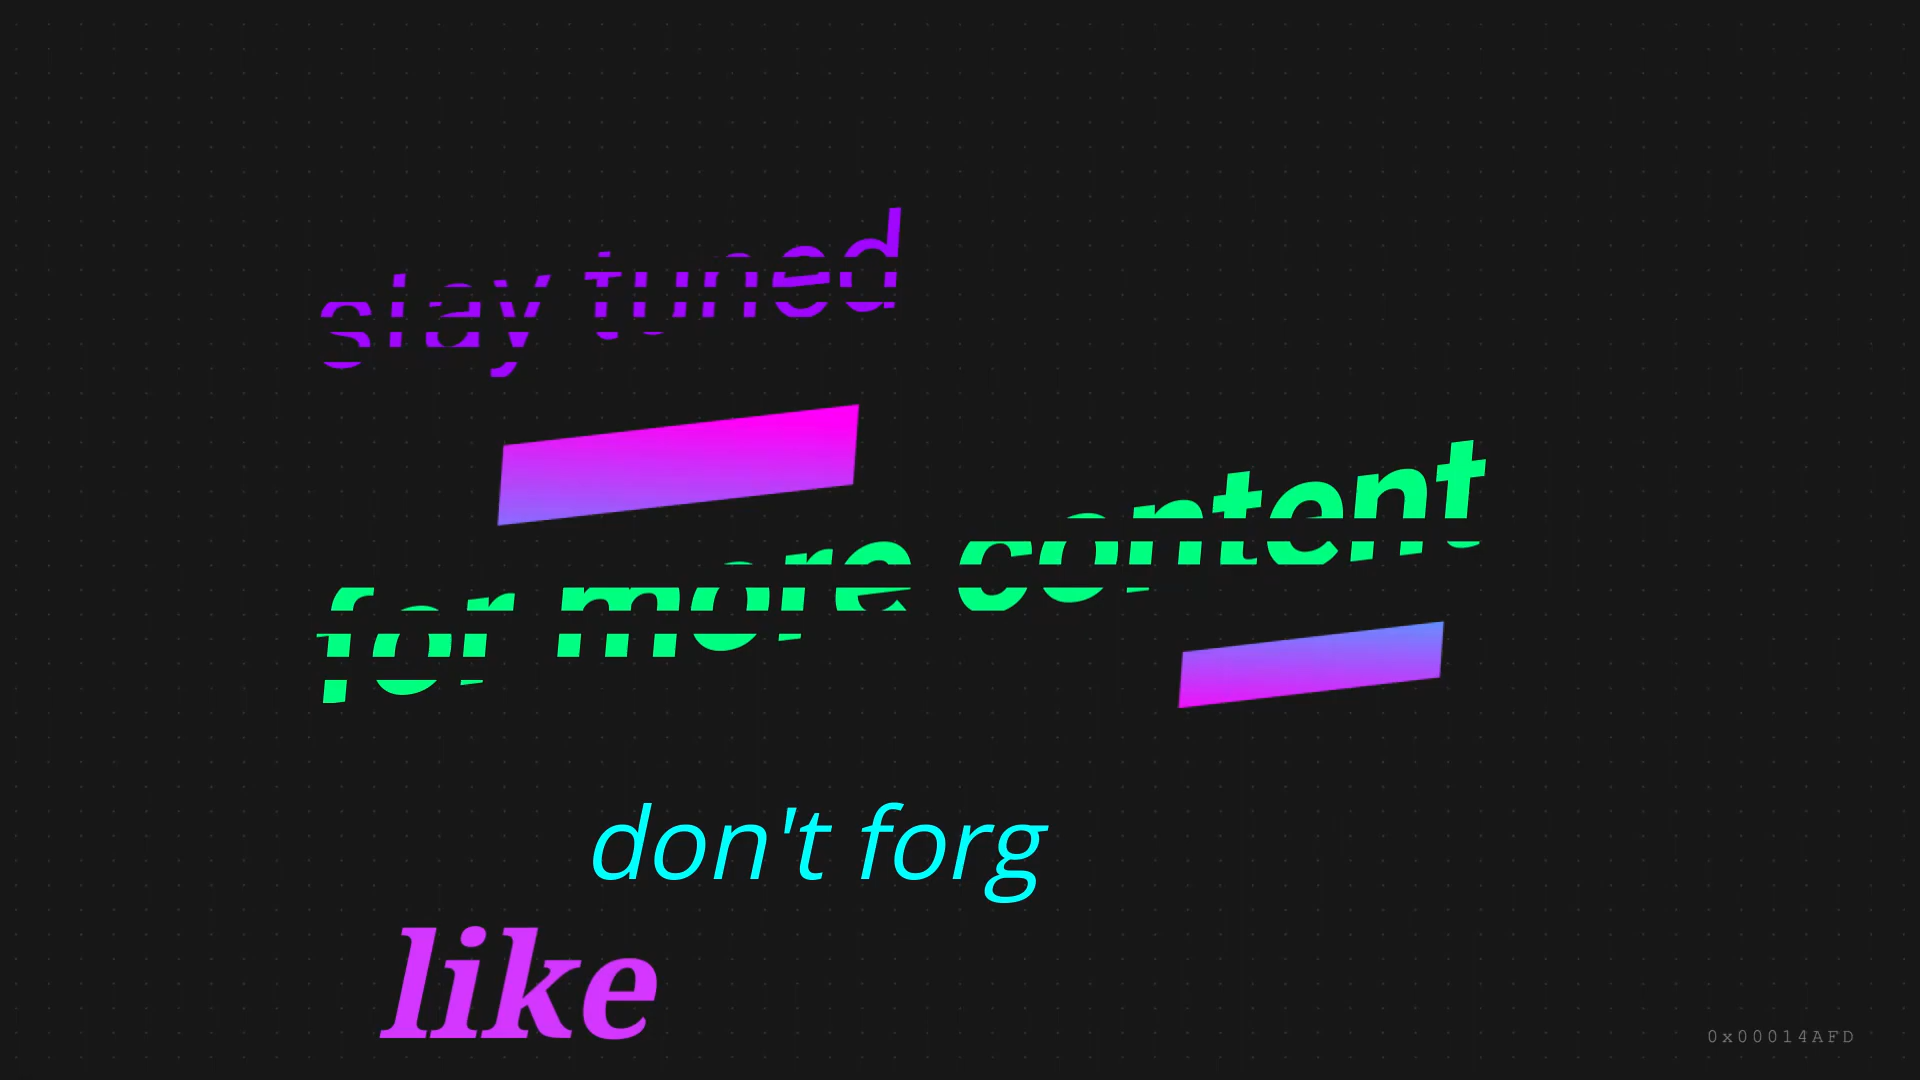 stay tuned
for more content
don't forg
like
0x00014AFD